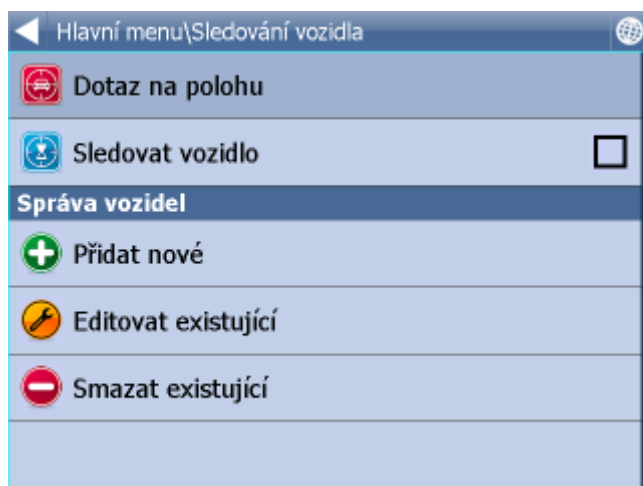 Hlavní menu\Sledování vozidla
Dotaz na polohu
Sledovat vozidlo
Správa vozidel
Přidat nové
Editovat existující
Smazat existující